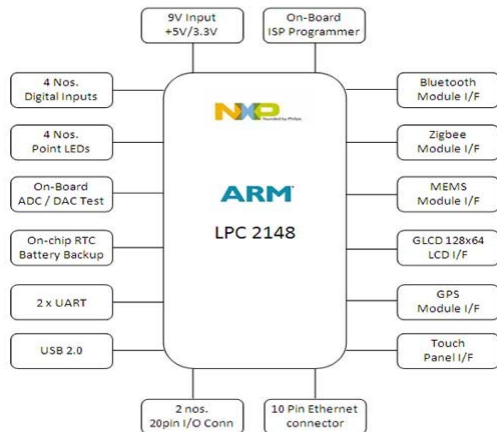 9V Input
+5V/3.3V
On-Board
ISP Programmer
4 Nos.
Digital Inputs
4 Nos.
Point LEDs
On-Board
ADC / DAC Test
On-chip RTC
Battery Backup
2 x UART
USB 2.0
NXP
founded by Philips
ARM
LPC 2148
Bluetooth
Module I/F
Zigbee
Module I/F
MEMS
Module I/F
GLCD 128x64
LCD I/F
GPS
Module I/F
Touch
Panel I/F
2 nos.
20pin I/O Conn
10 Pin Ethernet
connector